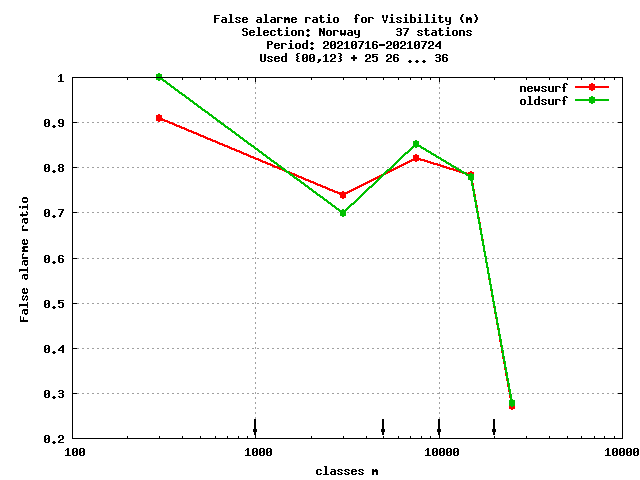 False alarme ratio  for Visibility (m)
Selection: Norway     37 stations
Period: 20210716-20210724
Used {00,12} + 25 26 ... 36
newsurf
oldsurf
1
0.9
0.8
0.7
0.6
0.5
0.4
0.3
0.2
False alarme ratio
100 1000 10000 10000
classes m